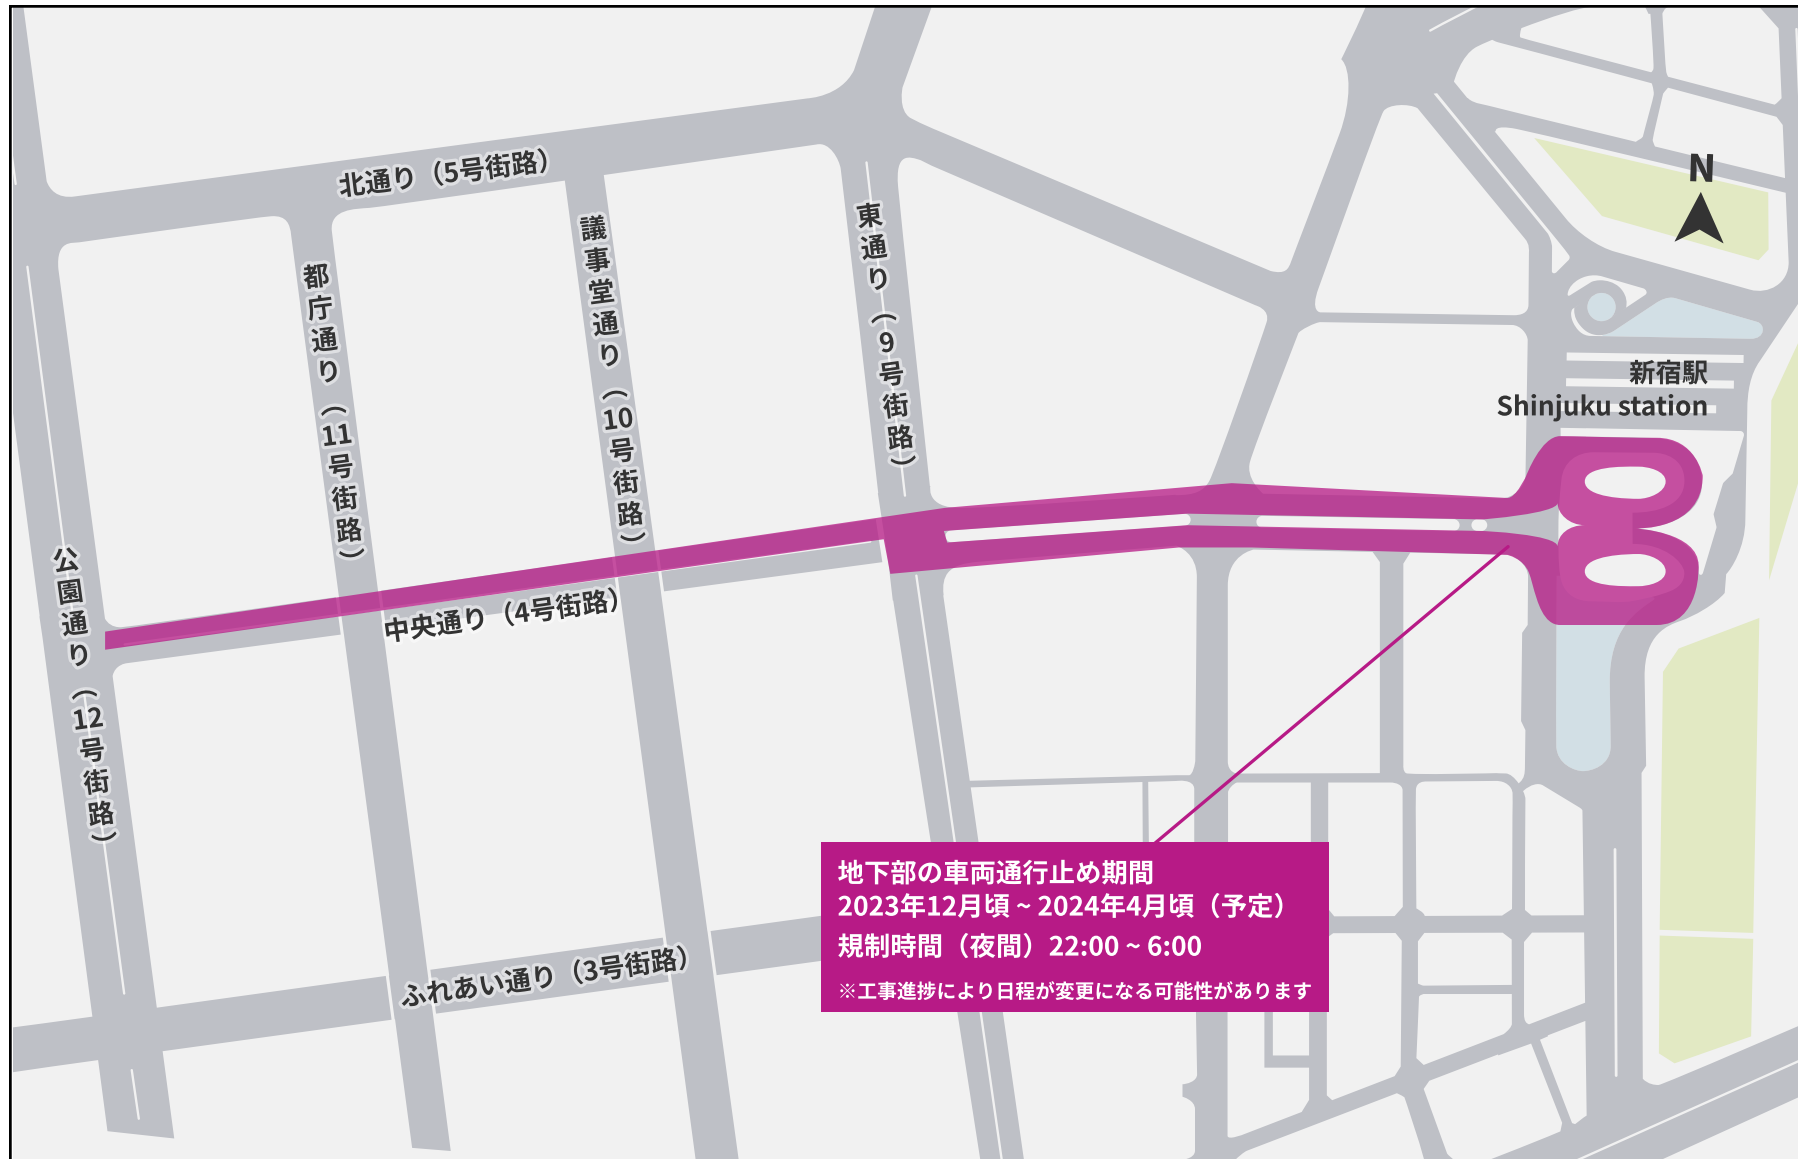 北通り（5号街路）
都庁通り（11号街路）
議事堂通り（10号街路）
東通り（9号街路）
N
新宿駅
Shinjuku station
公園通り（12号街路）
中央通り（4号街路）
ふれあい通り（3号街路）
地下部の車両通行止め期間
2023年12月頃 ~ 2024年4月頃（予定）
規制時間（夜間）22:00 ~ 6:00
※工事進捗により日程が変更になる可能性があります